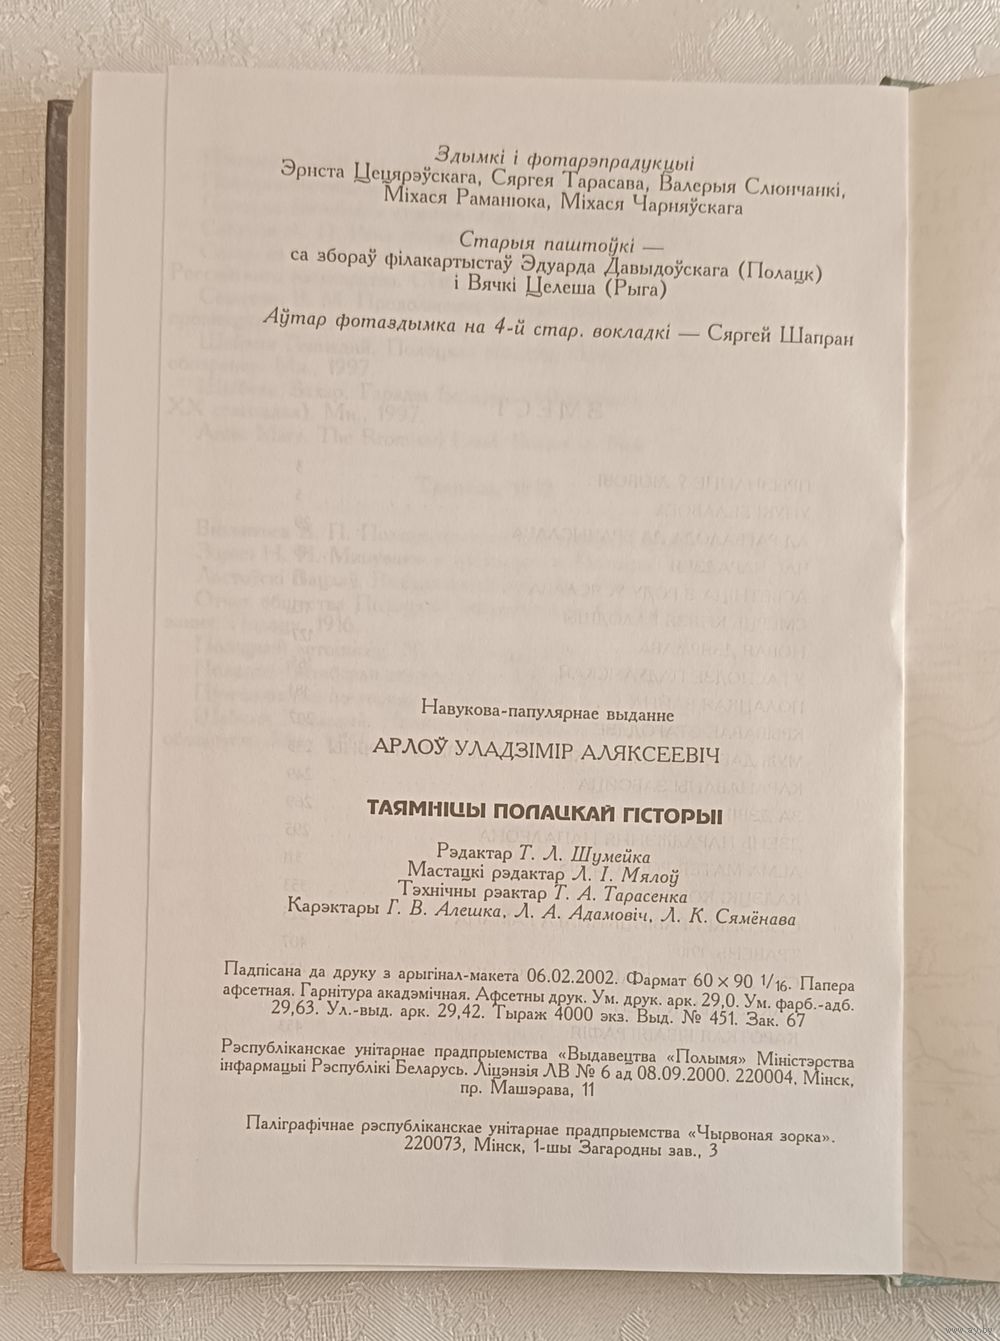 Здымкі і фотарэпрадукцыі
Эрнста Цецярэўскага, Сяргея Тарасава, Валерыя Слюнчанкі,
Міхася Раманюка, Міхася Чарняўскага
Старыя паштоўкі —
са збораў філакартыстаў Эдуарда Давыдоўскага (Полацк)
і Вячкі Целеша (Рыга)
Аўтар фотаздымка на 4-й стар. вокладкі — Сяргей Шапран
Навукова-папулярнае выданне
АРЛОЎ УЛАДЗІМІР АЛЯКСЕЕВІЧ
ТАЯМНІЦЫ ПОЛАЦКАЙ ГІСТОРЫІ
Рэдактар Т. Л. Шумейка
Мастацкі рэдактар Л. І. Мялоў
Тэхнічны рэактар Т. А. Тарасенка
Карэктары Г. В. Алешка, Л. А. Адамовіч, Л. К. Сямёнава
Падпісана да друку з арыгінал-макета 06.02.2002. Фармат 60 × 90 1/16. Папера
афсетная. Гарнітура акадэмічная. Афсетны друк. Ум. друк. арк. 29,0. Ум. фарб.-адб.
29,63. Ул.-выд. арк. 29,42. Тыраж 4000 экз. Выд. № 451. Зак. 67
Рэспубліканскае унітарнае прадпрыемства «Выдавецтва «Полымя» Міністэрства
інфармацыі Рэспублікі Беларусь. Ліцэнзія ЛВ № 6 ад 08.09.2000. 220004, Мінск,
пр. Машэрава, 11
Паліграфічнае рэспубліканскае унітарнае прадпрыемства «Чырвоная зорка».
220073, Мінск, 1-шы Загародны зав., 3
www.ay.by